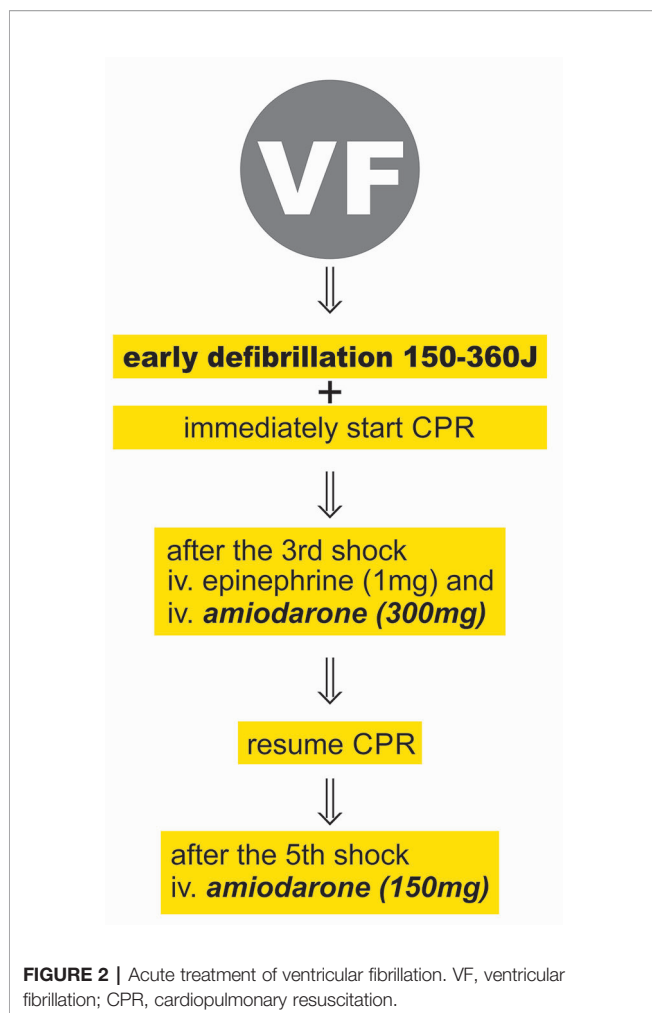 VF
⇓
early defibrillation 150-360J
+
immediately start CPR
⇓
after the 3rd shock
iv. epinephrine (1mg) and
iv. amiodarone (300mg)
⇓
resume CPR
⇓
after the 5th shock
iv. amiodarone (150mg)
FIGURE 2 | Acute treatment of ventricular fibrillation. VF, ventricular
fibrillation; CPR, cardiopulmonary resuscitation.